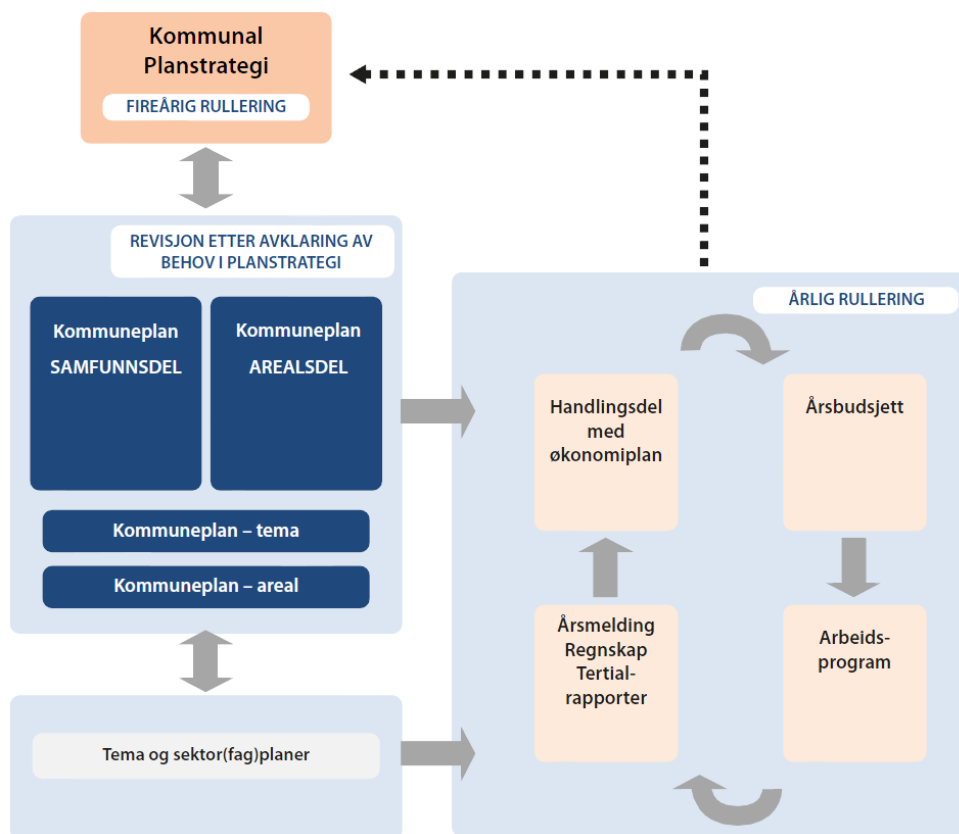 Kommunal
Planstrategi
FIREÅRIG RULLERING
REVISJON ETTER AVKLARING AV
BEHOV I PLANSTRATEGI
Kommuneplan
SAMFUNNSDEL
Kommuneplan
AREALSDEL
Kommuneplan – tema
Kommuneplan – areal
Tema og sektor(fag)planer
ÅRLIG RULLERING
Handlingsdel
med
økonomiplan
Årsbudsjett
Årsmelding
Regnskap
Tertial-
rapporter
Arbeids-
program